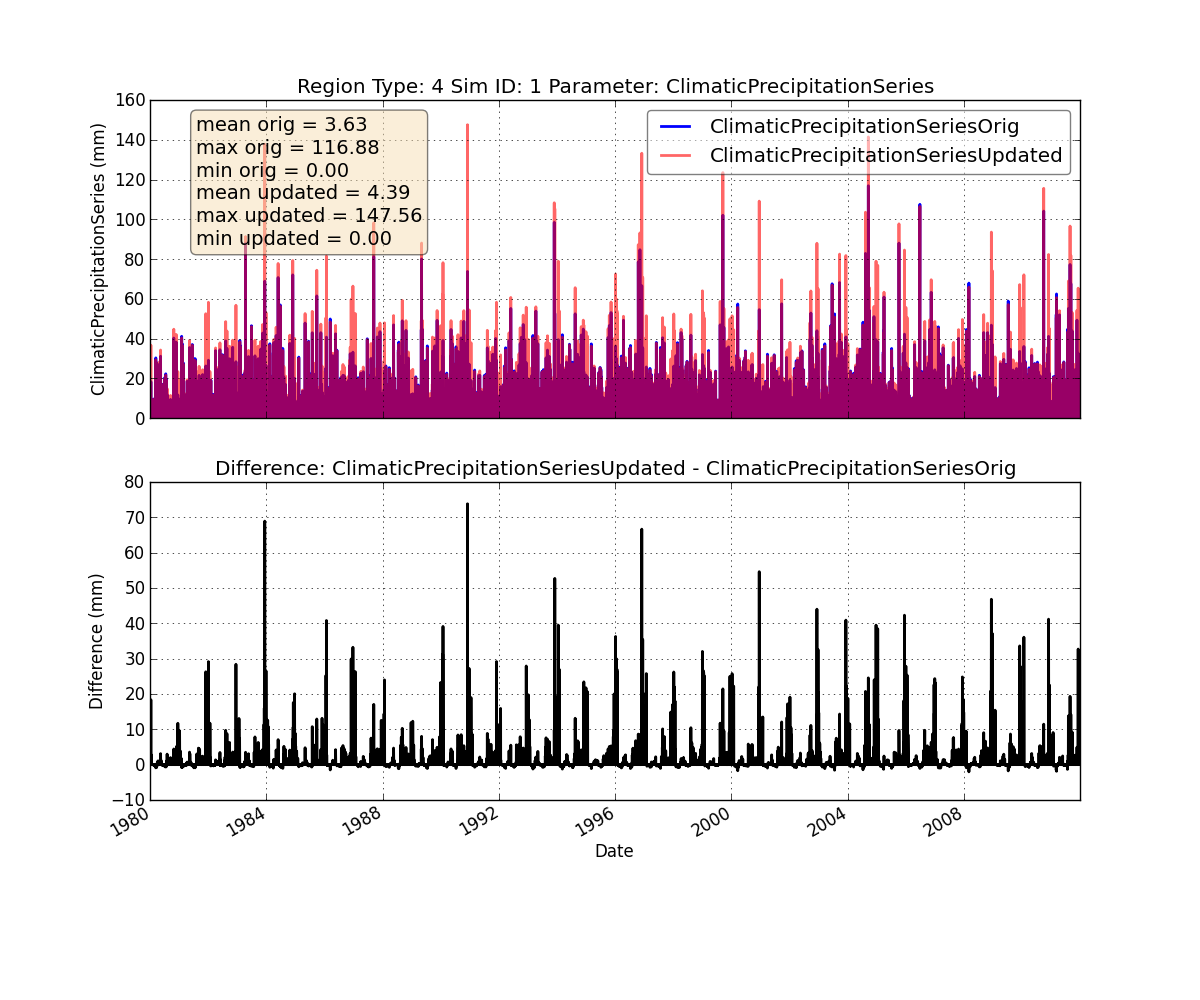 Region Type: 4 Sim ID: 1 Parameter: ClimaticPrecipitationSeries
ClimaticPrecipitationSeries (mm)
160
140
120
100
80
60
40
20
0
mean orig = 3.63
max orig = 116.88
min orig = 0.00
mean updated = 4.39
max updated = 147.56
min updated = 0.00
ClimaticPrecipitationSeriesOrig
ClimaticPrecipitationSeriesUpdated
Difference: ClimaticPrecipitationSeriesUpdated - ClimaticPrecipitationSeriesOrig
Difference (mm)
80
70
60
50
40
30
20
10
0
−10
1980
1984
1988
1992
1996
2000
2004
2008
Date